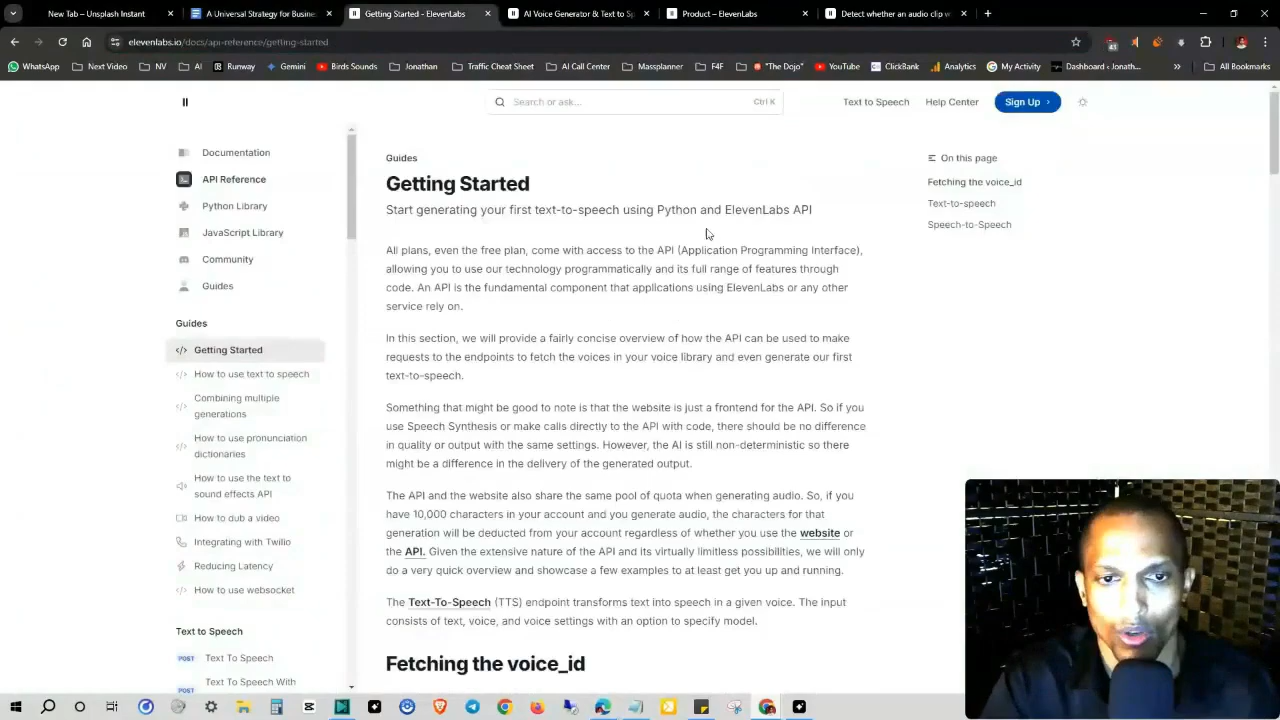 New Tab – Unsplash Instant
A Universal Strategy for Busine
Getting Started - ElevenLabs
AI Voice Generator & Text to Sp
Product – ElevenLabs
Detect whether an audio clip w
elevenlabs.io/docs/api-reference/getting-started
41
WhatsApp
Next Video
NV
AI
Runway
Gemini
Birds Sounds
Jonathan
Traffic Cheat Sheet
AI Call Center
Massplanner
F4F
"The Dojo"
YouTube
ClickBank
Analytics
My Activity
Dashboard ‹ Jonath...
All Bookmarks
Search or ask...
Ctrl K
Text to Speech
Help Center
Sign Up
Documentation
API Reference
Python Library
JavaScript Library
Community
Guides
Guides
Getting Started
How to use text to speech
Combining multiple
generations
How to use pronunciation
dictionaries
How to use the text to
sound effects API
How to dub a video
Integrating with Twilio
Reducing Latency
How to use websocket
Text to Speech
POST Text To Speech
POST Text To Speech With
Guides
Getting Started
Start generating your first text-to-speech using Python and ElevenLabs API
All plans, even the free plan, come with access to the API (Application Programming Interface),
allowing you to use our technology programmatically and its full range of features through
code. An API is the fundamental component that applications using ElevenLabs or any other
service rely on.
In this section, we will provide a fairly concise overview of how the API can be used to make
requests to the endpoints to fetch the voices in your voice library and even generate our first
text-to-speech.
Something that might be good to note is that the website is just a frontend for the API. So if you
use Speech Synthesis or make calls directly to the API with code, there should be no difference
in quality or output with the same settings. However, the AI is still non-deterministic so there
might be a difference in the delivery of the generated output.
The API and the website also share the same pool of quota when generating audio. So, if you
have 10,000 characters in your account and you generate audio, the characters for that
generation will be deducted from your account regardless of whether you use the website or
the API. Given the extensive nature of the API and its virtually limitless possibilities, we will only
do a very quick overview and showcase a few examples to at least get you up and running.
The Text-To-Speech (TTS) endpoint transforms text into speech in a given voice. The input
consists of text, voice, and voice settings with an option to specify model.
Fetching the voice_id
On this page
Fetching the voice_id
Text-to-speech
Speech-to-Speech